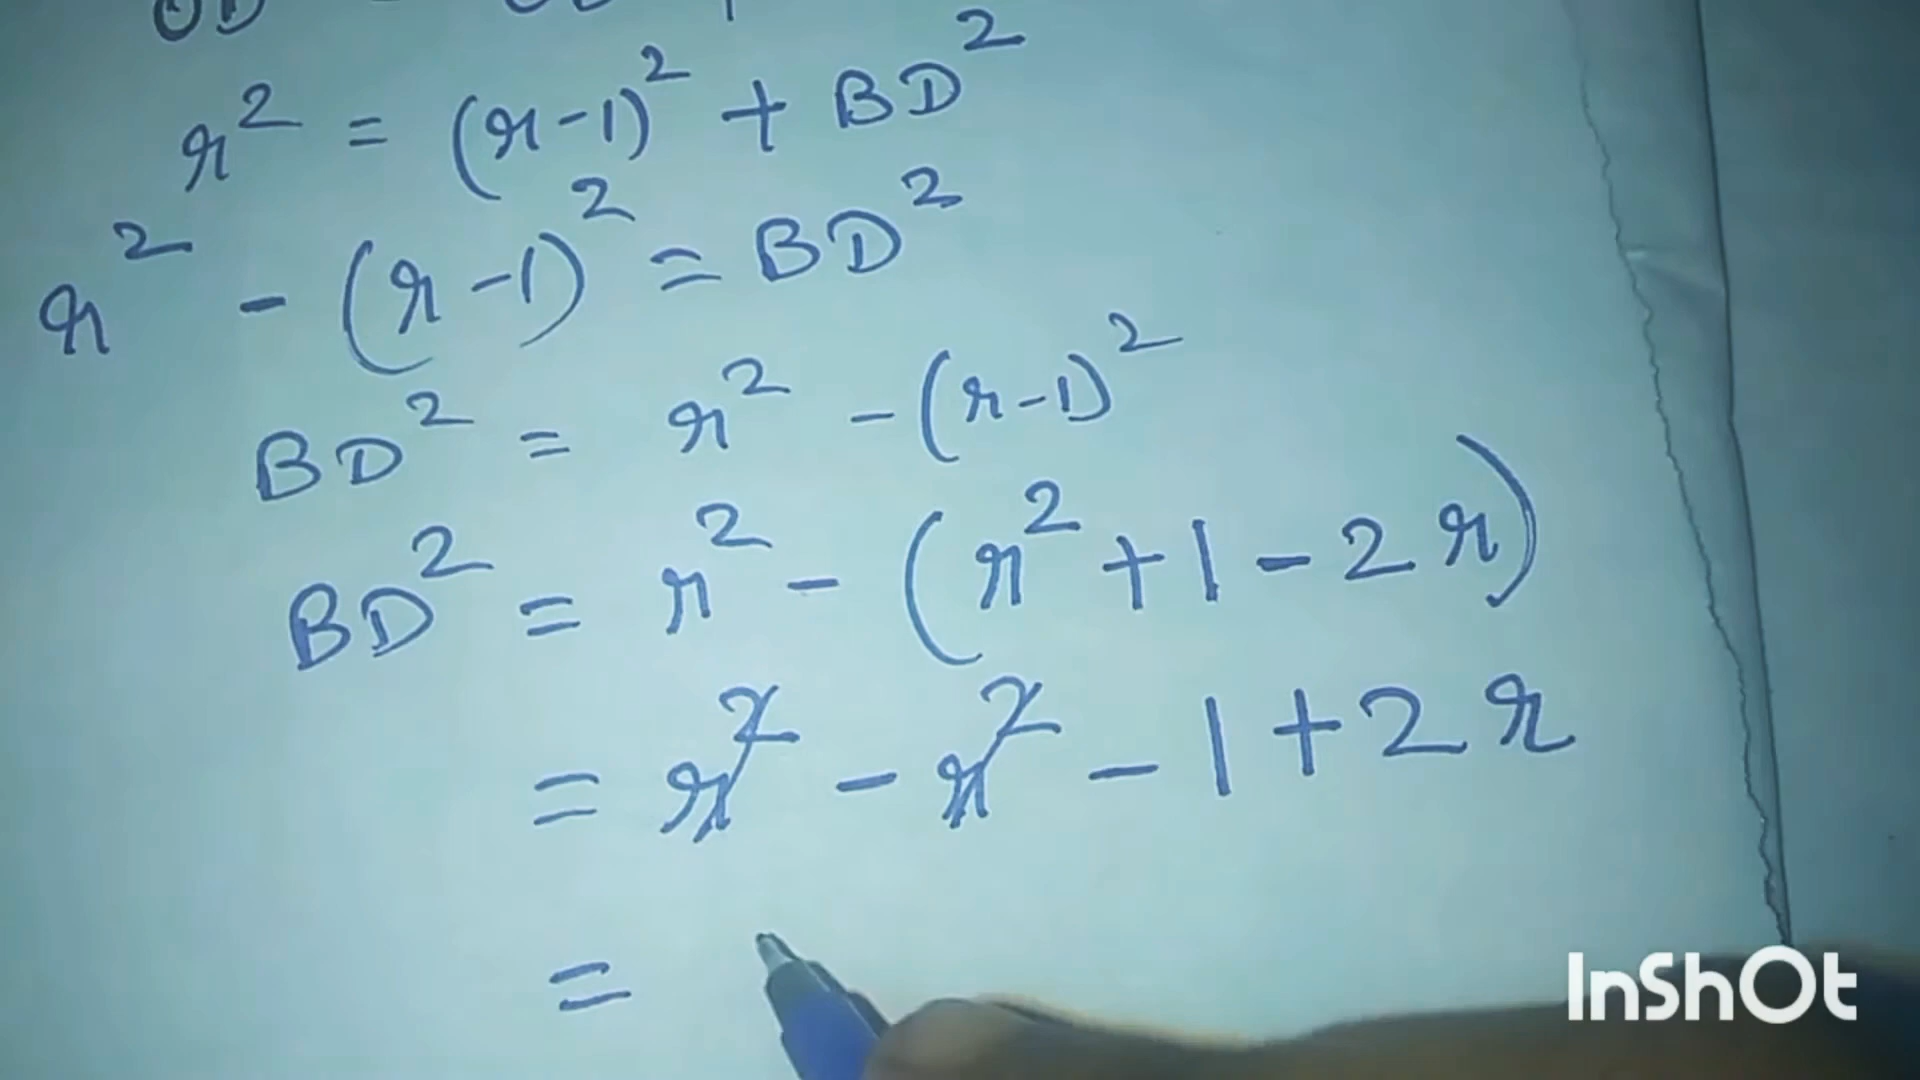 r² = (r-1)² + BD²
r² - (r-1)² = BD²
BD² = r² - (r-1)²
BD² = r² - (r² + 1 - 2r)
= r² - r² - 1 + 2r
=
InShOt